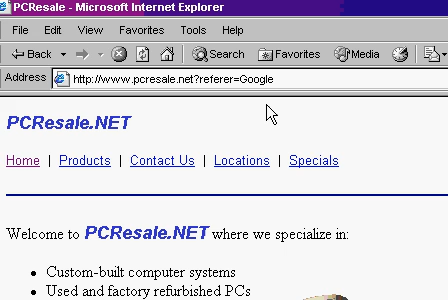 PCResale - Microsoft Internet Explorer
File Edit View Favorites Tools Help
Back Search Favorites Media
Address http://www.pcresale.net?referer=Google
PCResale.NET
Home | Products | Contact Us | Locations | Specials
Welcome to PCResale.NET where we specialize in:
• Custom-built computer systems
• Used and factory refurbished PCs